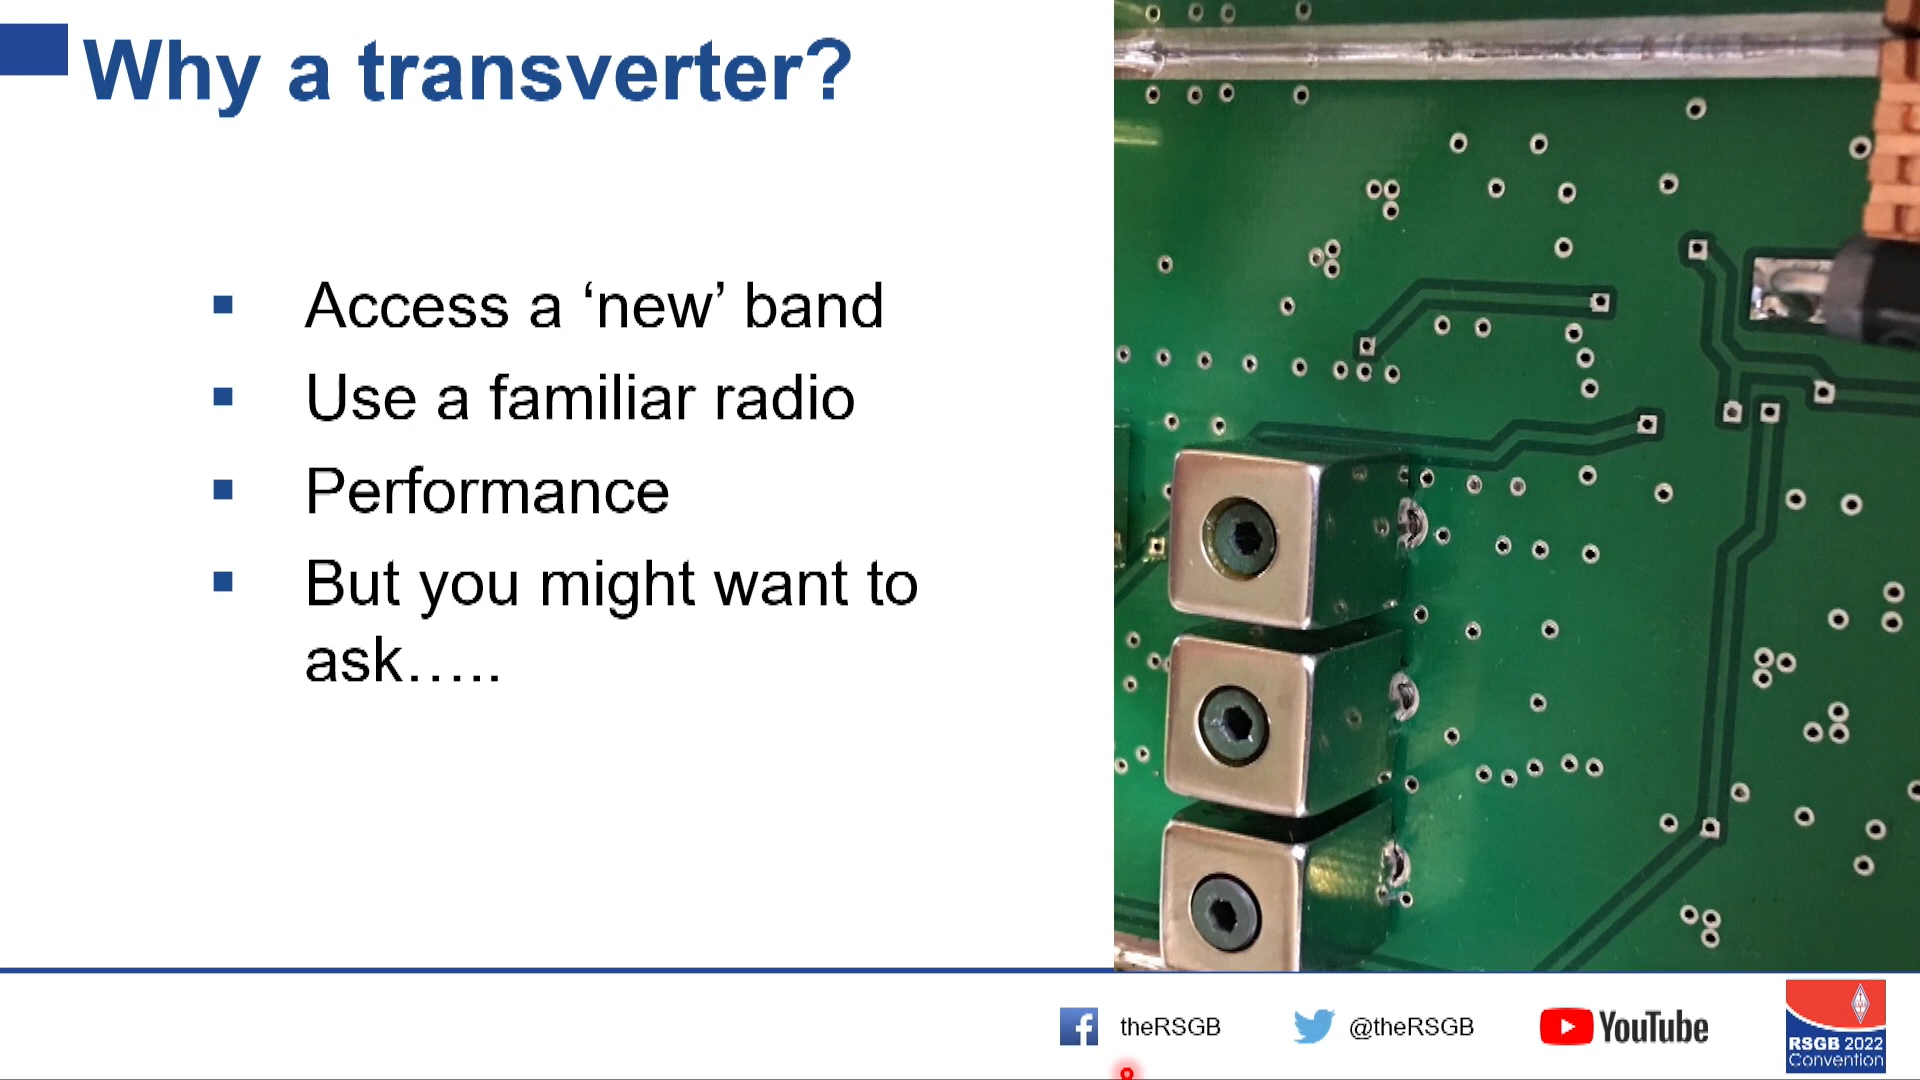 Why a transverter?
Access a ‘new’ band
Use a familiar radio
Performance
But you might want to
ask…..
theRSGB
@theRSGB
YouTube
RSGB 2022
Convention